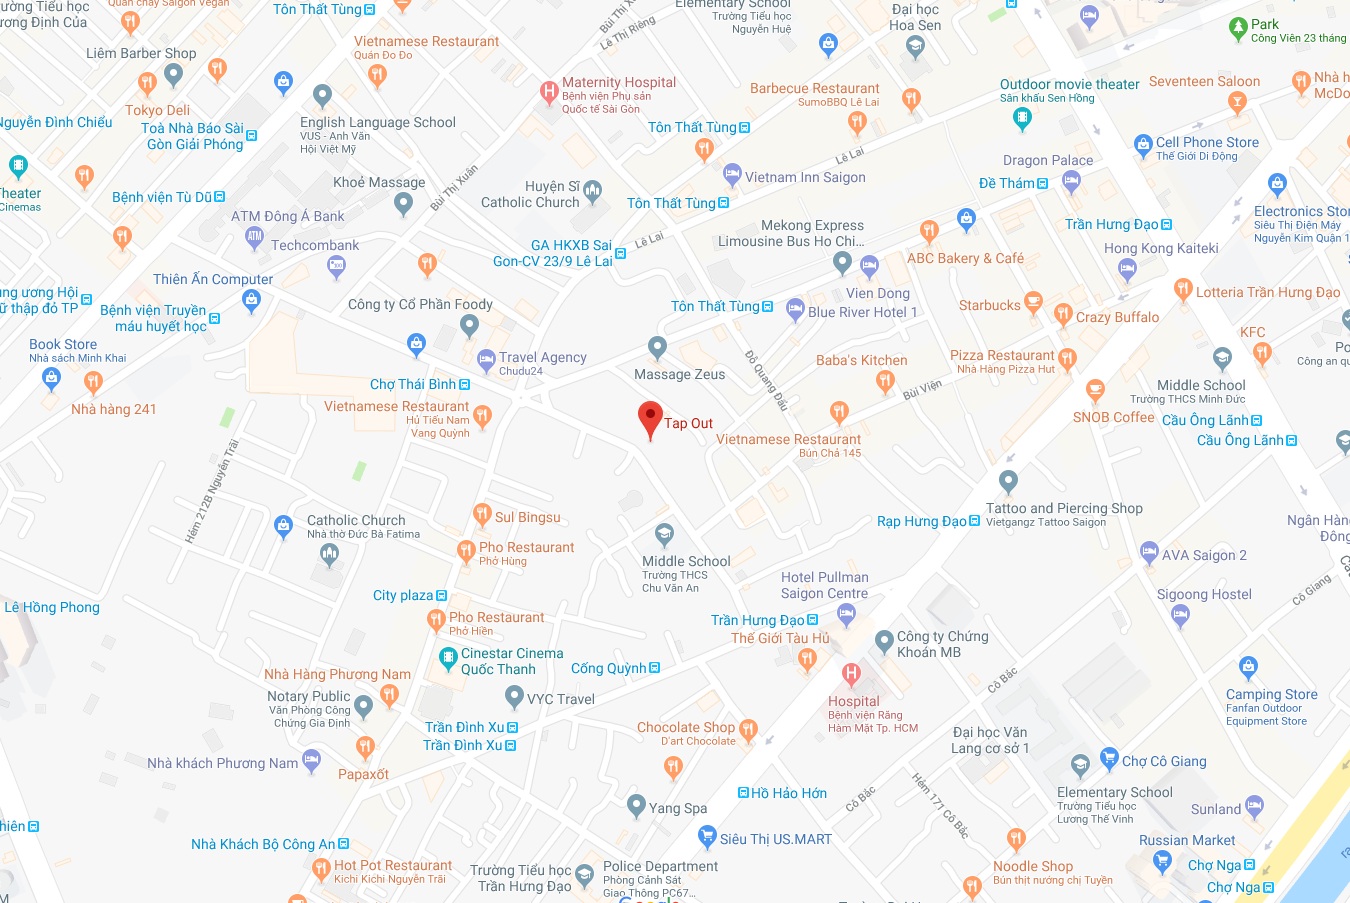 Tôn Thất Tùng
Quán chay Saigon Vegan
Bùi Thị X
Lê Thị Riêng
Elementary School
Trường Tiểu học
Nguyễn Huệ
Đại học
Hoa Sen
Park
Công Viên 23 tháng
ường Tiểu học
ương Định Của
Liêm Barber Shop
Vietnamese Restaurant
Quán Đo Đo
Maternity Hospital
Bệnh viện Phụ sản
Quốc tế Sài Gòn
Barbecue Restaurant
SumoBBQ Lê Lai
Outdoor movie theater
Sân khấu Sen Hồng
Seventeen Saloon
Nhà h
McDo
Tokyo Deli
Nguyễn Đình Chiểu
Toà Nhà Báo Sài
Gòn Giải Phóng
English Language School
VUS - Anh Văn
Hội Việt Mỹ
Tôn Thất Tùng
Lê Lai
Cell Phone Store
Thế Giới Di Động
Dragon Palace
Đề Thám
Theater
Cinemas
Bệnh viện Từ Dũ
Khoẻ Massage
Bùi Thị Xuân
Huyện Sĩ
Catholic Church
Vietnam Inn Saigon
Tôn Thất Tùng
ATM Đông Á Bank
Techcombank
Lê Lai
GA HKXB Sai
Gon-CV 23/9 Lê Lai
Mekong Express
Limousine Bus Ho Chi...
ABC Bakery & Café
Trần Hưng Đạo
Electronics Stor
Siêu Thị Điện Máy
Nguyễn Kim Quận 1
Hong Kong Kaiteki
Thiên Ấn Computer
ung ương Hội
ữ thập đỏ TP
Bệnh viện Truyền
máu huyết học
Công ty Cổ Phần Foody
Tôn Thất Tùng
Vien Dong
Blue River Hotel 1
Starbucks
Crazy Buffalo
Lotteria Trần Hưng Đạo
KFC
Book Store
Nhà sách Minh Khai
Travel Agency
Chudu24
Massage Zeus
Đỗ Quang Đẩu
Baba's Kitchen
Bùi Viện
Pizza Restaurant
Nhà Hàng Pizza Hut
Po
Công an qu
Middle School
Trường THCS Minh Đức
Chợ Thái Bình
Nhà hàng 241
Vietnamese Restaurant
Hủ Tiếu Nam
Vang Quỳnh
Tap Out
Vietnamese Restaurant
Bún Chả 145
SNOB Coffee
Cầu Ông Lãnh
Cầu Ông Lãnh
Hẻm 212B Nguyễn Trãi
Tattoo and Piercing Shop
Vietgangz Tattoo Saigon
Rạp Hưng Đạo
Ngân Hàng
Đông
Catholic Church
Nhà thờ Đức Bà Fatima
Sul Bingsu
Pho Restaurant
Phở Hùng
Middle School
Trường THCS
Chu Văn An
Hotel Pullman
Saigon Centre
AVA Saigon 2
Sigoong Hostel
Cô Giang
Lê Hồng Phong
City plaza
Pho Restaurant
Phở Hiền
Trần Hưng Đạo
Thế Giới Tàu Hủ
Công ty Chứng
Khoán MB
Cinestar Cinema
Quốc Thanh
Cống Quỳnh
Cô Bắc
Nhà Hàng Phương Nam
Notary Public
Văn Phòng Công
Chứng Gia Định
VYC Travel
Hospital
Bệnh viện Răng
Hàm Mặt Tp. HCM
Camping Store
Fanfan Outdoor
Equipment Store
Trần Đình Xu
Trần Đình Xu
Chocolate Shop
D'art Chocolate
Đại học Văn
Lang cơ sở 1
Nhà khách Phương Nam
Papaxốt
Chợ Cô Giang
Hồ Hảo Hớn
Cô Bắc
Hẻm 171 Cô Bắc
Elementary School
Trường Tiểu học
Lương Thế Vinh
Yang Spa
Sunland
hiên
Nhà Khách Bộ Công An
Siêu Thị US.MART
Russian Market
Hot Pot Restaurant
Kichi Kichi Nguyễn Trãi
Trường Tiểu học
Trần Hưng Đạo
Police Department
Phòng Cảnh Sát
Giao Thông PC67...
Noodle Shop
Bún thịt nướng chị Tuyền
Chợ Nga
Chợ Nga
Google